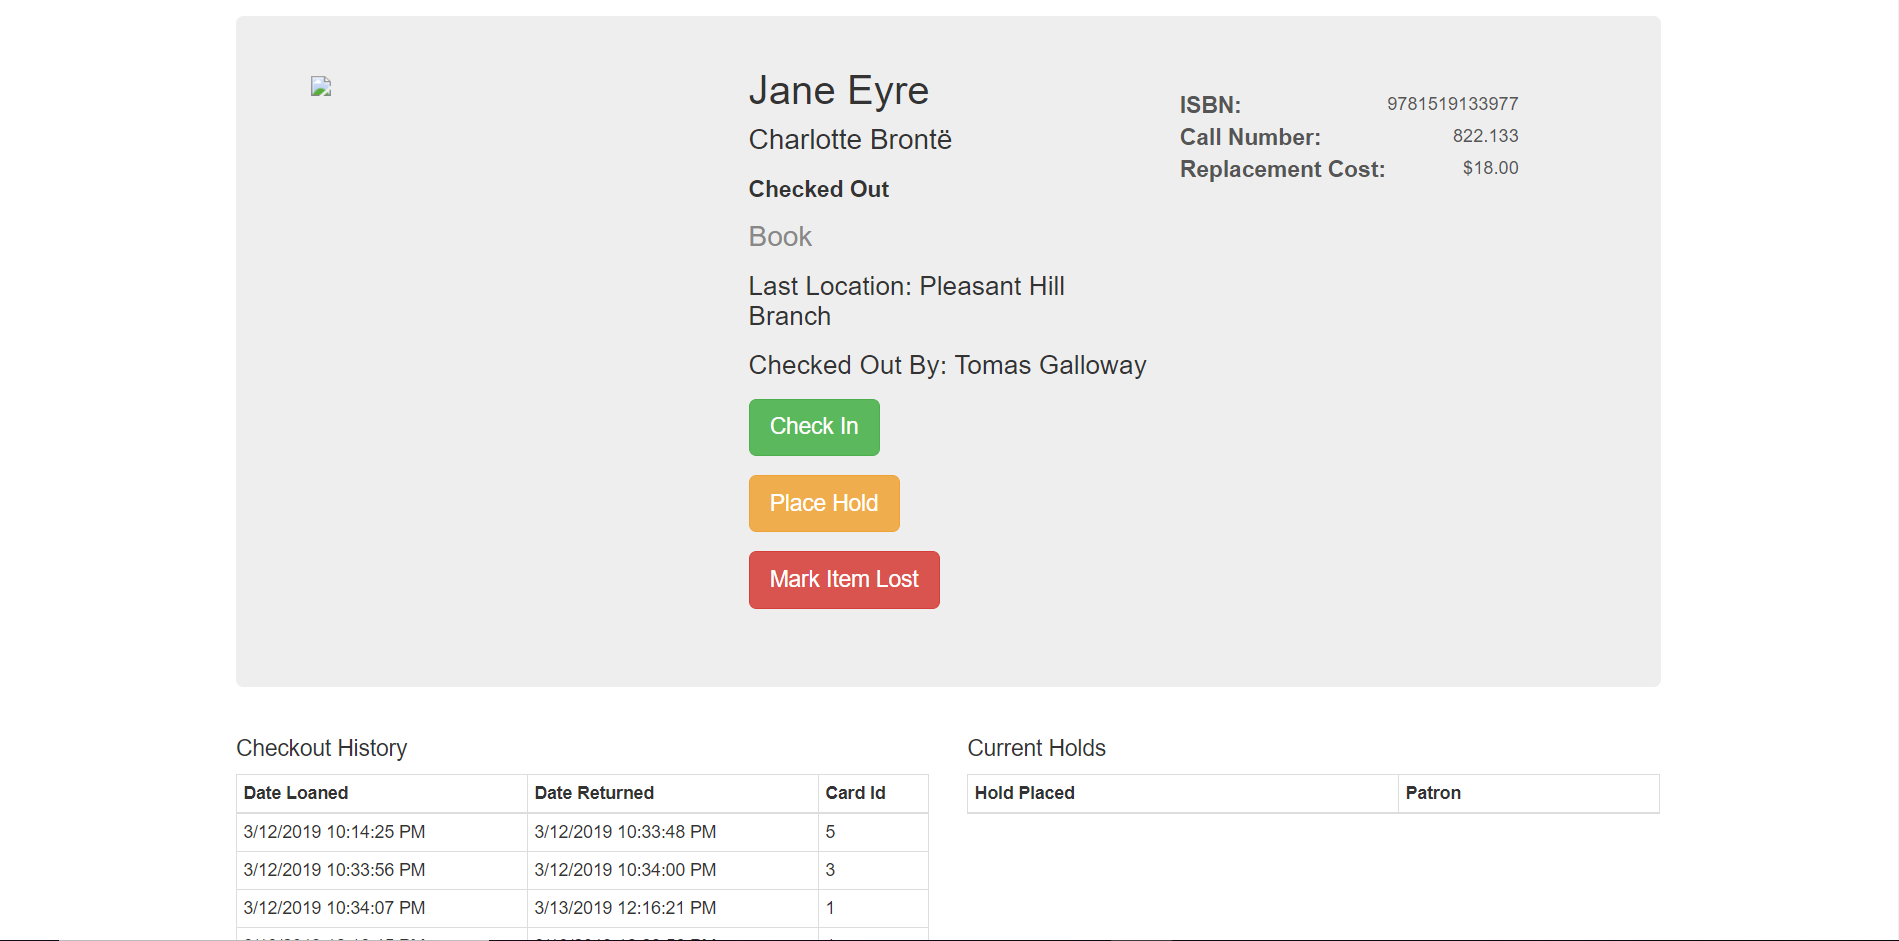 Jane Eyre
Charlotte Brontë
Checked Out
Book
Last Location: Pleasant Hill
Branch
Checked Out By: Tomas Galloway
Check In
Place Hold
Mark Item Lost
ISBN: 9781519133977
Call Number: 822.133
Replacement Cost: $18.00
Checkout History
Date Loaned Date Returned Card Id
3/12/2019 10:14:25 PM 3/12/2019 10:33:48 PM 5
3/12/2019 10:33:56 PM 3/12/2019 10:34:00 PM 3
3/12/2019 10:34:07 PM 3/13/2019 12:16:21 PM 1
Current Holds
Hold Placed Patron